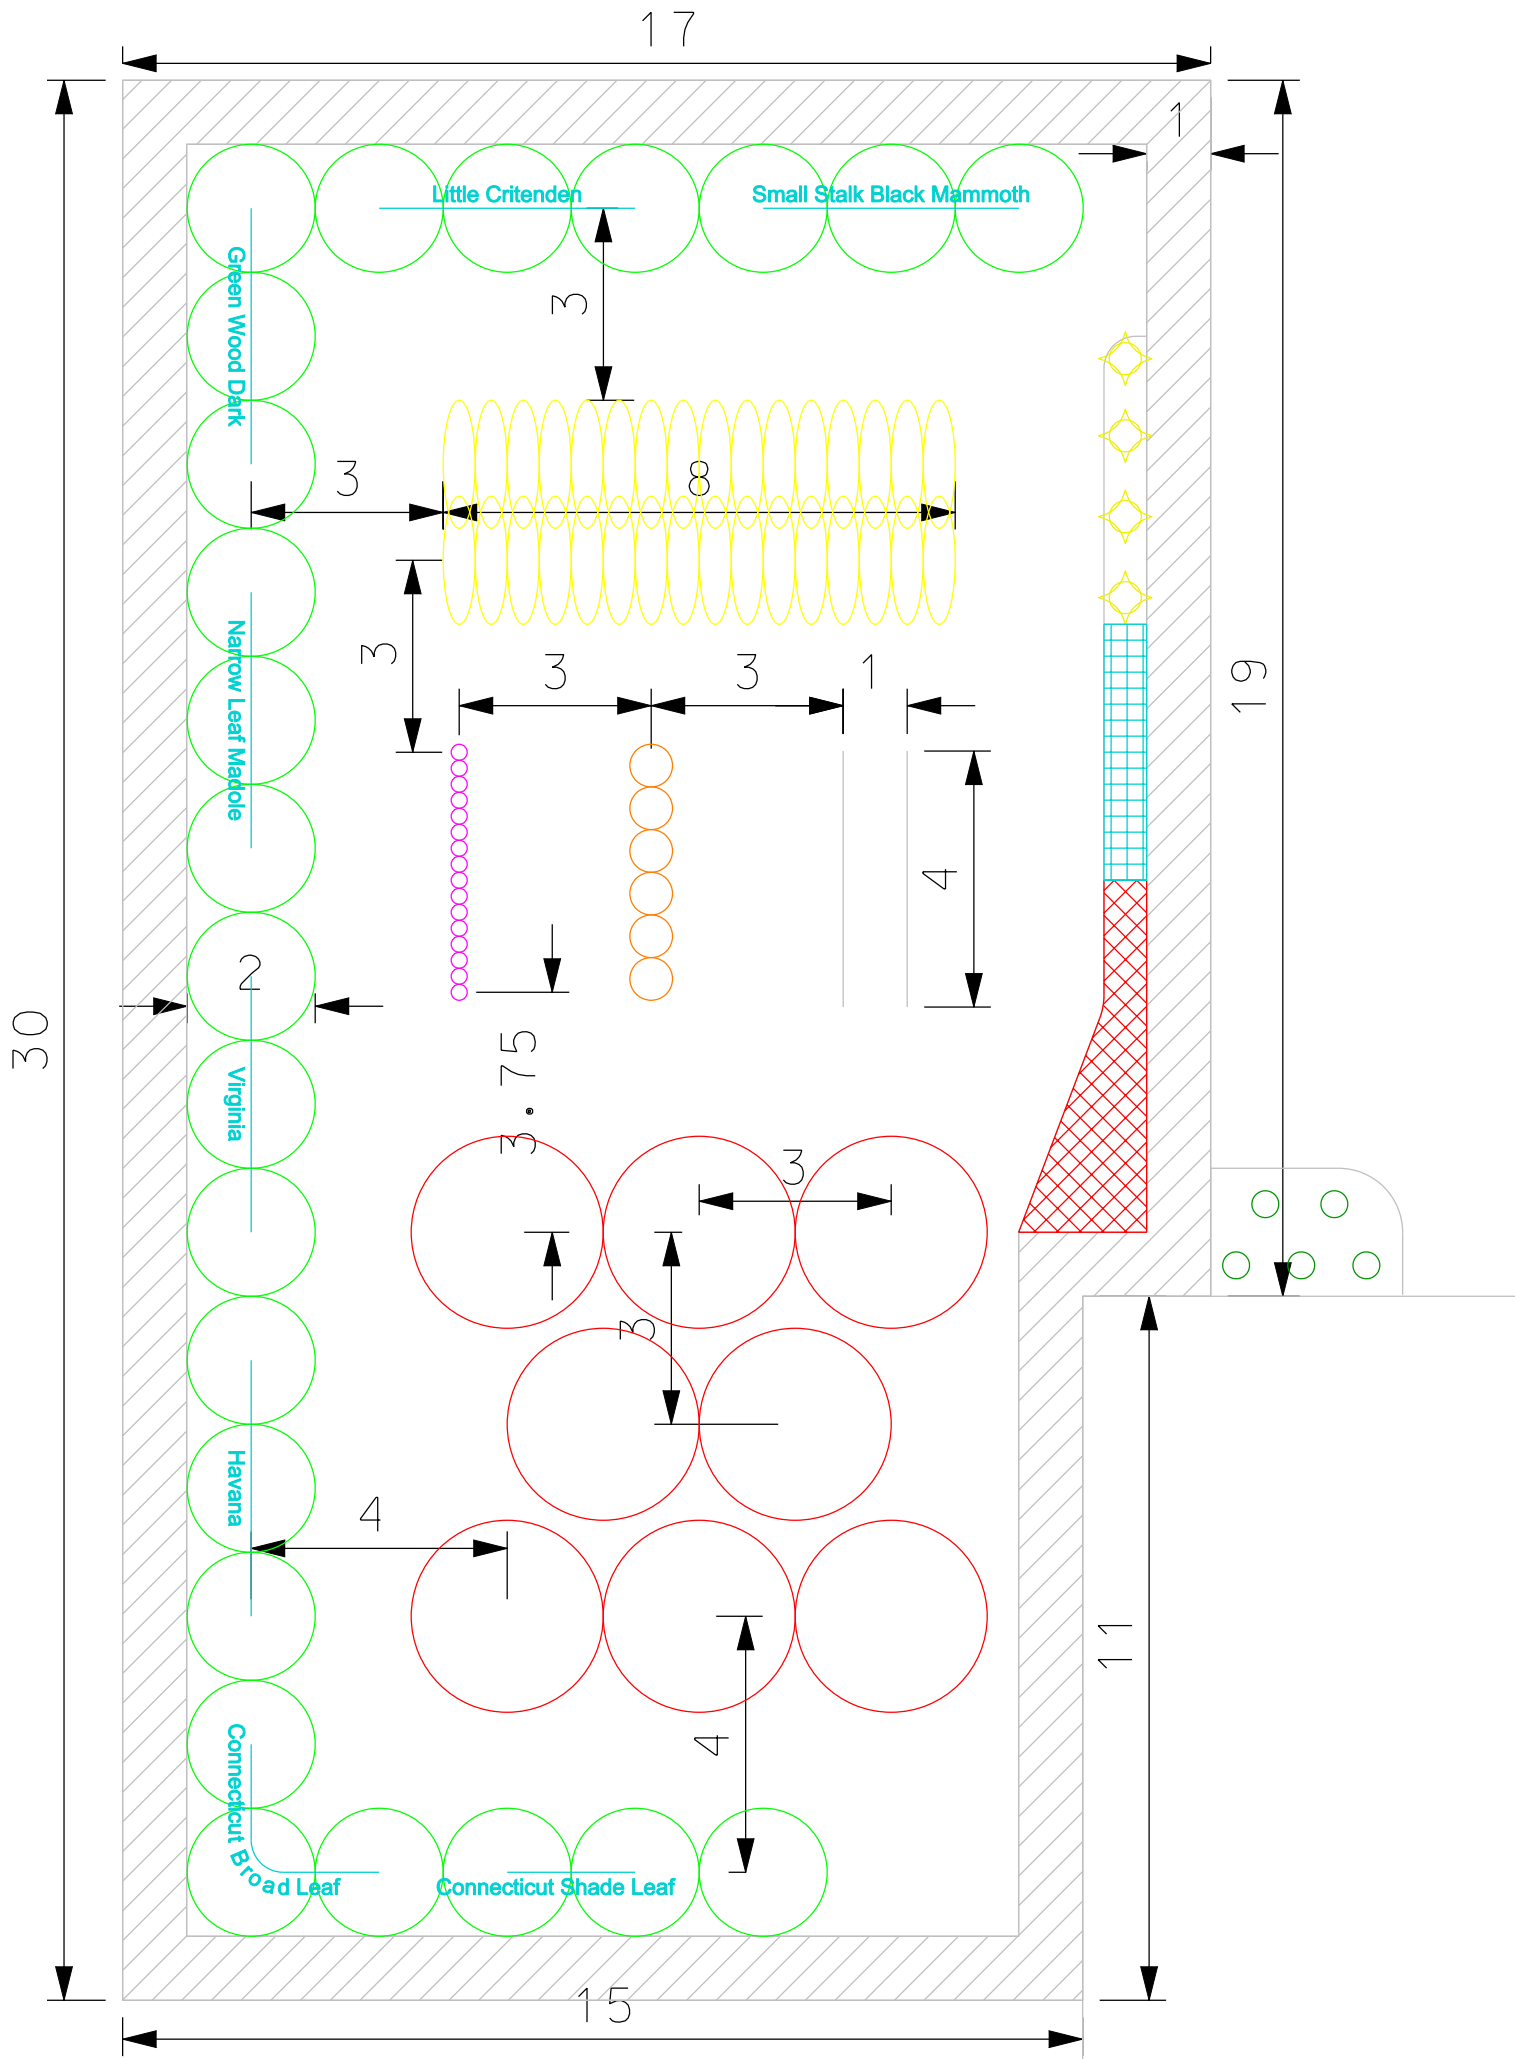 17
1
Little Critenden
Small Stalk Black Mammoth
Green Wood Dark
3
3
8
3
3
3
1
19
Narrow Leaf Madole
4
2
30
3.75
Virginia
3
3
Havana
4
11
4
Connecticut Broad Leaf
Connecticut Shade Leaf
15